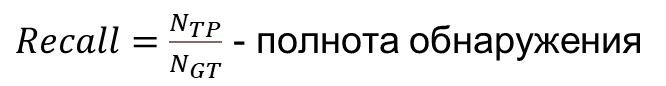 Recall = N_TP / N_GT - полнота обнаружения